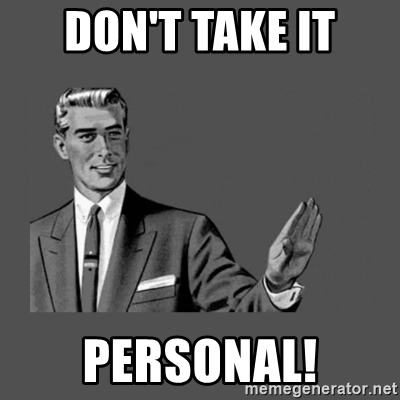 DON'T TAKE IT
PERSONAL!
memegenerator.net